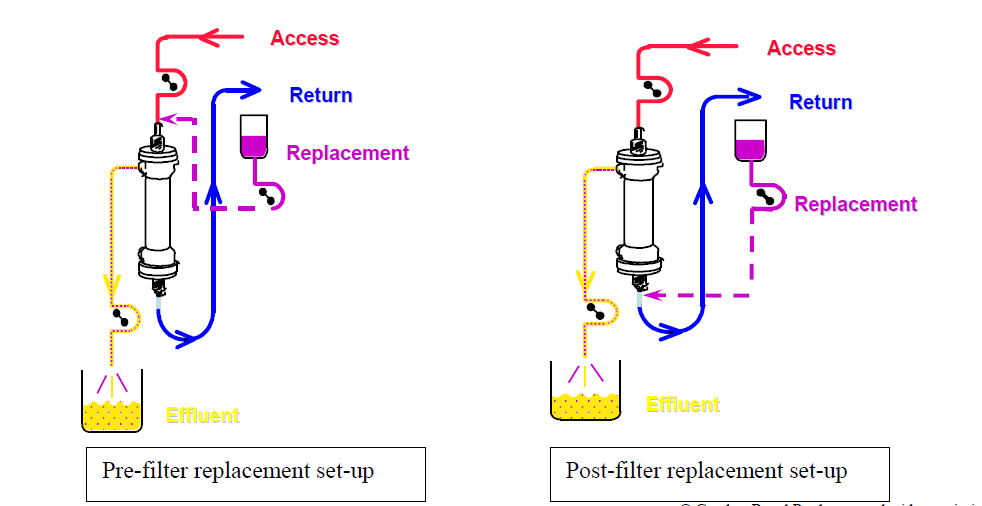 Access
Return
Replacement
Effluent
Pre-filter replacement set-up
Access
Return
Replacement
Effluent
Post-filter replacement set-up